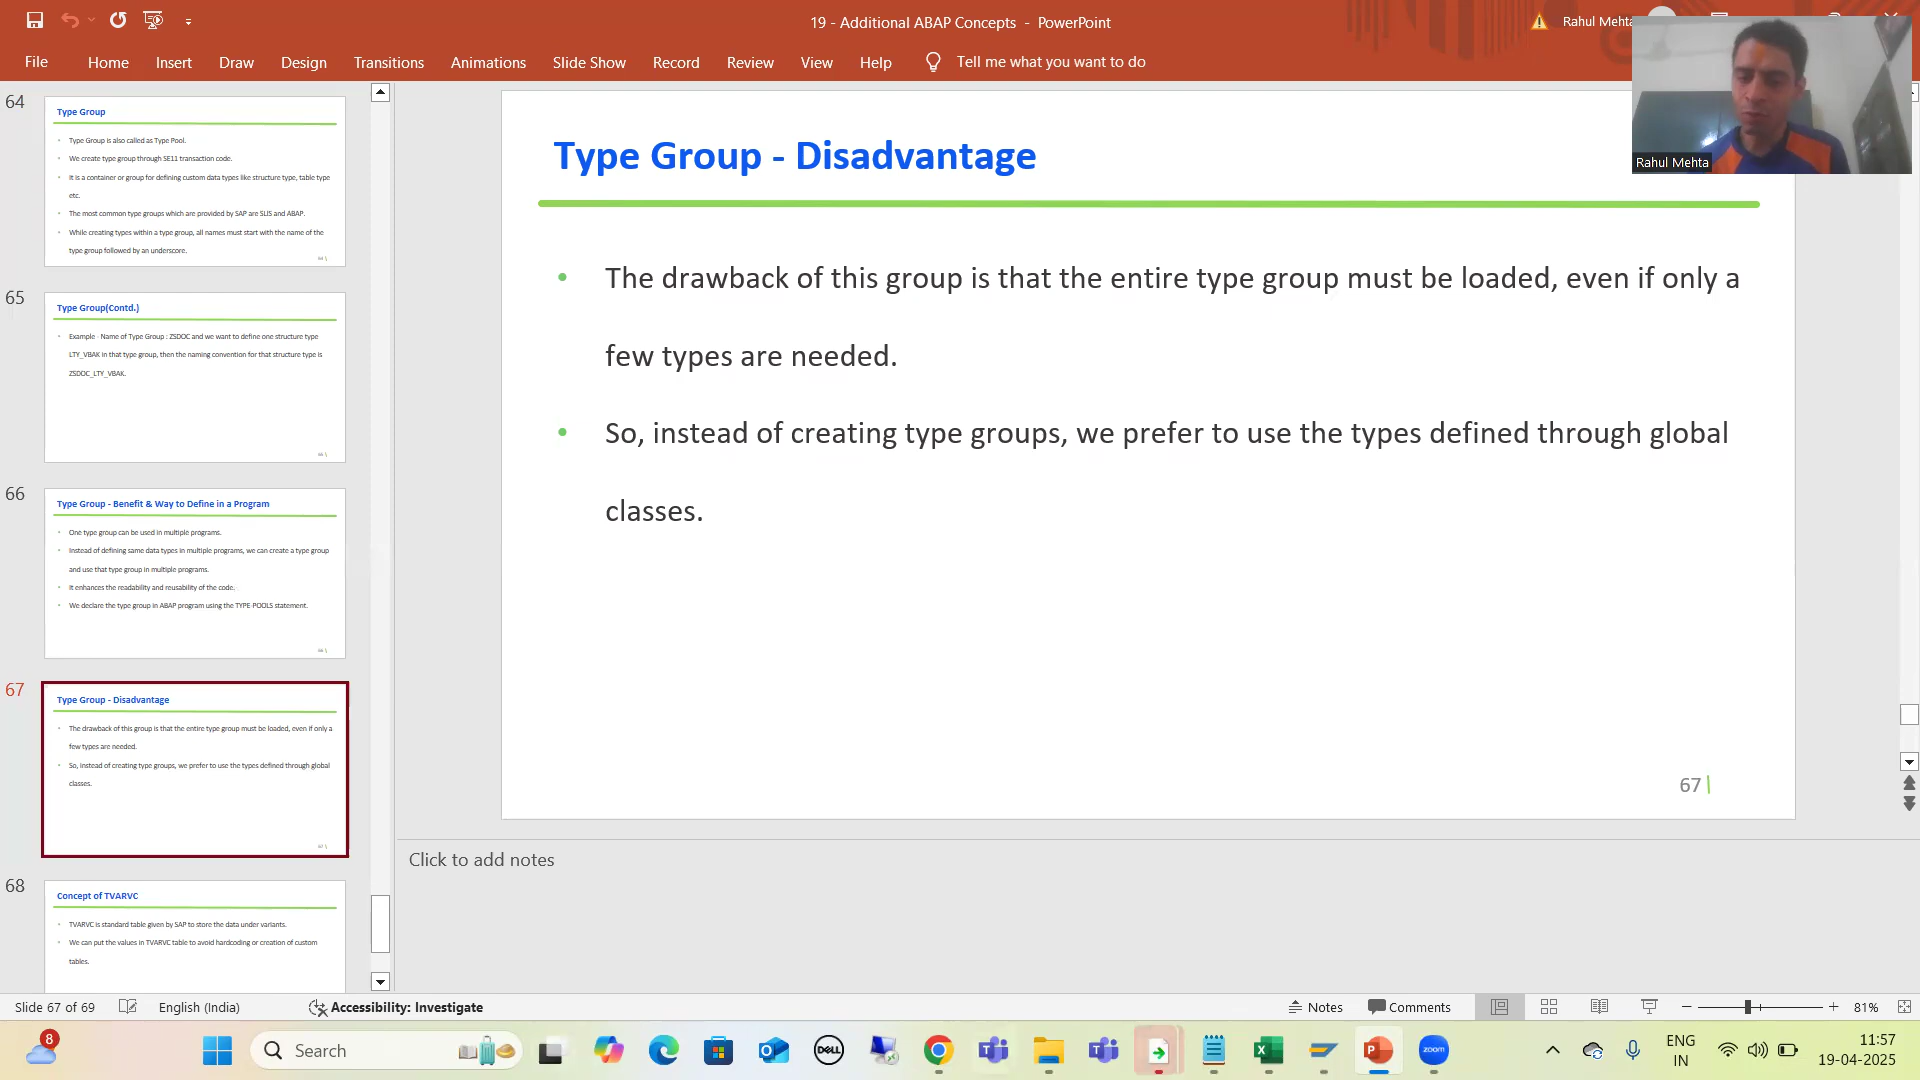 19 - Additional ABAP Concepts - PowerPoint
Rahul Mehta
File Home Insert Draw Design Transitions Animations Slide Show Record Review View Help Tell me what you want to do
Rahul Mehta
64
Type Group
Type Group is also called as Type Pool.
We create type group through SE11 transaction code.
It is a container or group for defining custom data types like structure type, table type
etc.
The most common type groups which are provided by SAP are SLIS and ABAP.
While creating types within a type group, all names must start with the name of the
type group followed by an underscore.
65
Type Group(Contd.)
Example - Name of Type Group : ZSDOC and we want to define one structure type
LTY_VBAK in that type group, then the naming convention for that structure type is
ZSDOC_LTY_VBAK.
66
Type Group - Benefit & Way to Define in a Program
One type group can be used in multiple programs.
Instead of defining same data types in multiple programs, we can create a type group
and use that type group in multiple programs.
It enhances the readability and reusability of the code.
We declare the type group in ABAP program using the TYPE-POOLS statement.
67
Type Group - Disadvantage
The drawback of this group is that the entire type group must be loaded, even if only a
few types are needed.
So, instead of creating type groups, we prefer to use the types defined through global
classes.
68
Concept of TVARVC
TVARVC is standard table given by SAP to store the data under variants.
We can put the values in TVARVC table to avoid hardcoding or creation of custom
tables.
Type Group - Disadvantage
• The drawback of this group is that the entire type group must be loaded, even if only a
few types are needed.
• So, instead of creating type groups, we prefer to use the types defined through global
classes.
67
Click to add notes
Slide 67 of 69 English (India) Accessibility: Investigate Notes Comments 81%
8
Search
DELL
zoom
ENG
IN
11:57
19-04-2025